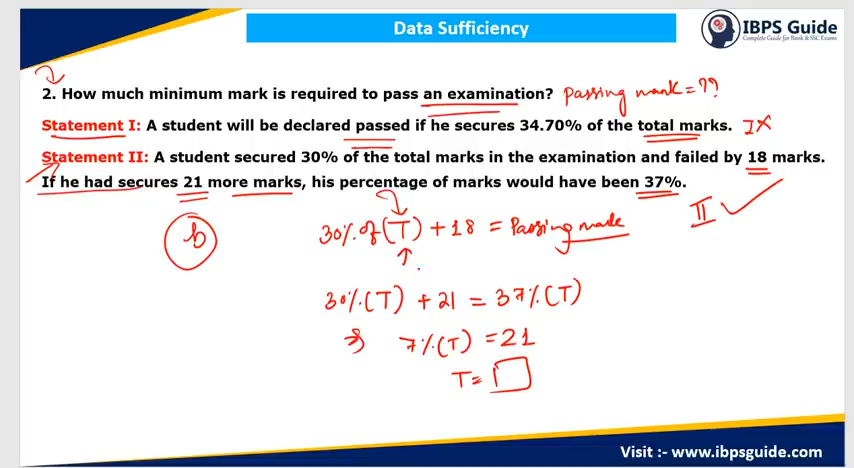 Data Sufficiency
IBPS Guide
Complete Guide for Bank & SSC Exams
2. How much minimum mark is required to pass an examination? Passing mark = ??
Statement I: A student will be declared passed if he secures 34.70% of the total marks. I X
Statement II: A student secured 30% of the total marks in the examination and failed by 18 marks.
If he had secures 21 more marks, his percentage of marks would have been 37%.
II ✓
b
30% of (T) + 18 = Passing mark
30% (T) + 21 = 37% (T)
⇒ 7% (T) = 21
T =
Visit :- www.ibpsguide.com